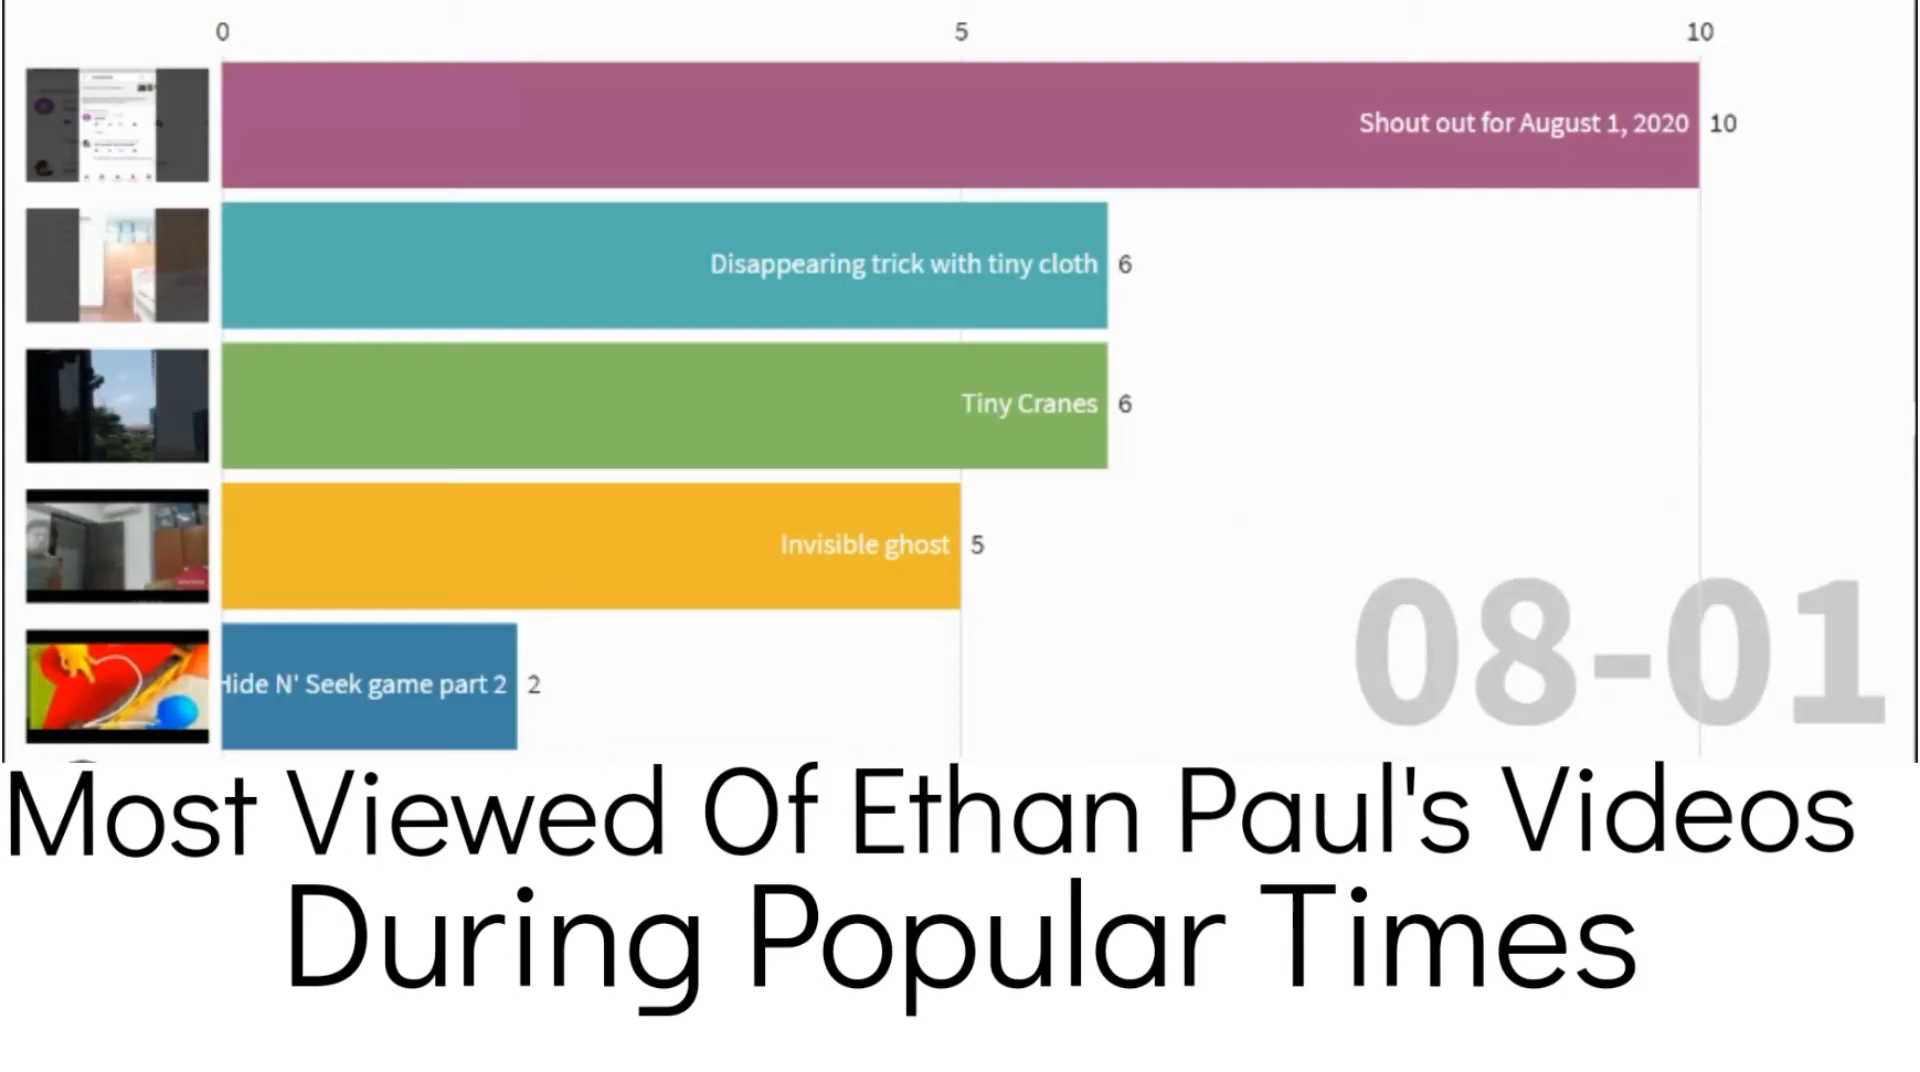 0 5 10
Shout out for August 1, 2020 10
Disappearing trick with tiny cloth 6
Tiny Cranes 6
Invisible ghost 5
Hide N' Seek game part 2 2
08-01
Most Viewed Of Ethan Paul's Videos
During Popular Times